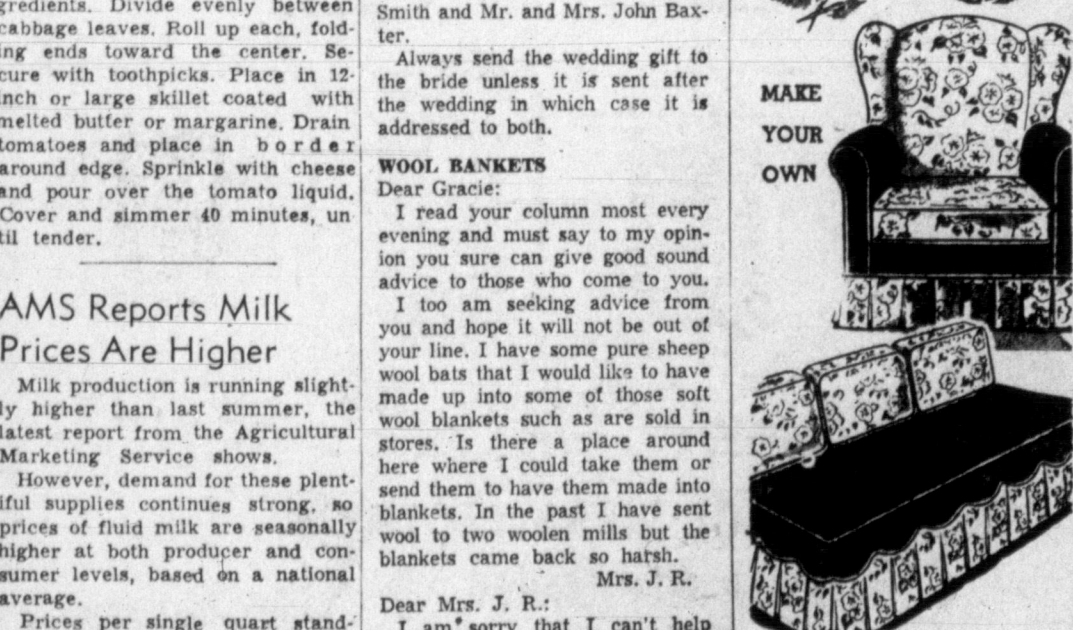 gredients. Divide evenly between
cabbage leaves. Roll up each, fold-
ing ends toward the center. Se-
cure with toothpicks. Place in 12-
inch or large skillet coated with
melted butter or margarine. Drain
tomatoes and place in border
around edge. Sprinkle with cheese
and pour over the tomato liquid.
Cover and simmer 40 minutes, un
til tender.
AMS Reports Milk
Prices Are Higher
Milk production is running slight-
ly higher than last summer, the
latest report from the Agricultural
Marketing Service shows.
However, demand for these plent-
iful supplies continues strong, so
prices of fluid milk are seasonally
higher at both producer and con-
sumer levels, based on a national
average.
Prices per single quart stand-
Smith and Mr. and Mrs. John Bax-
ter.
Always send the wedding gift to
the bride unless it is sent after
the wedding in which case it is
addressed to both.
WOOL BANKETS
Dear Gracie:
I read your column most every
evening and must say to my opin-
ion you sure can give good sound
advice to those who come to you.
I too am seeking advice from
you and hope it will not be out of
your line. I have some pure sheep
wool bats that I would like to have
made up into some of those soft
wool blankets such as are sold in
stores. Is there a place around
here where I could take them or
send them to have them made into
blankets. In the past I have sent
wool to two woolen mills but the
blankets came back so harsh.
Mrs. J. R.
Dear Mrs. J. R.:
I am sorry that I can't help
MAKE
YOUR
OWN